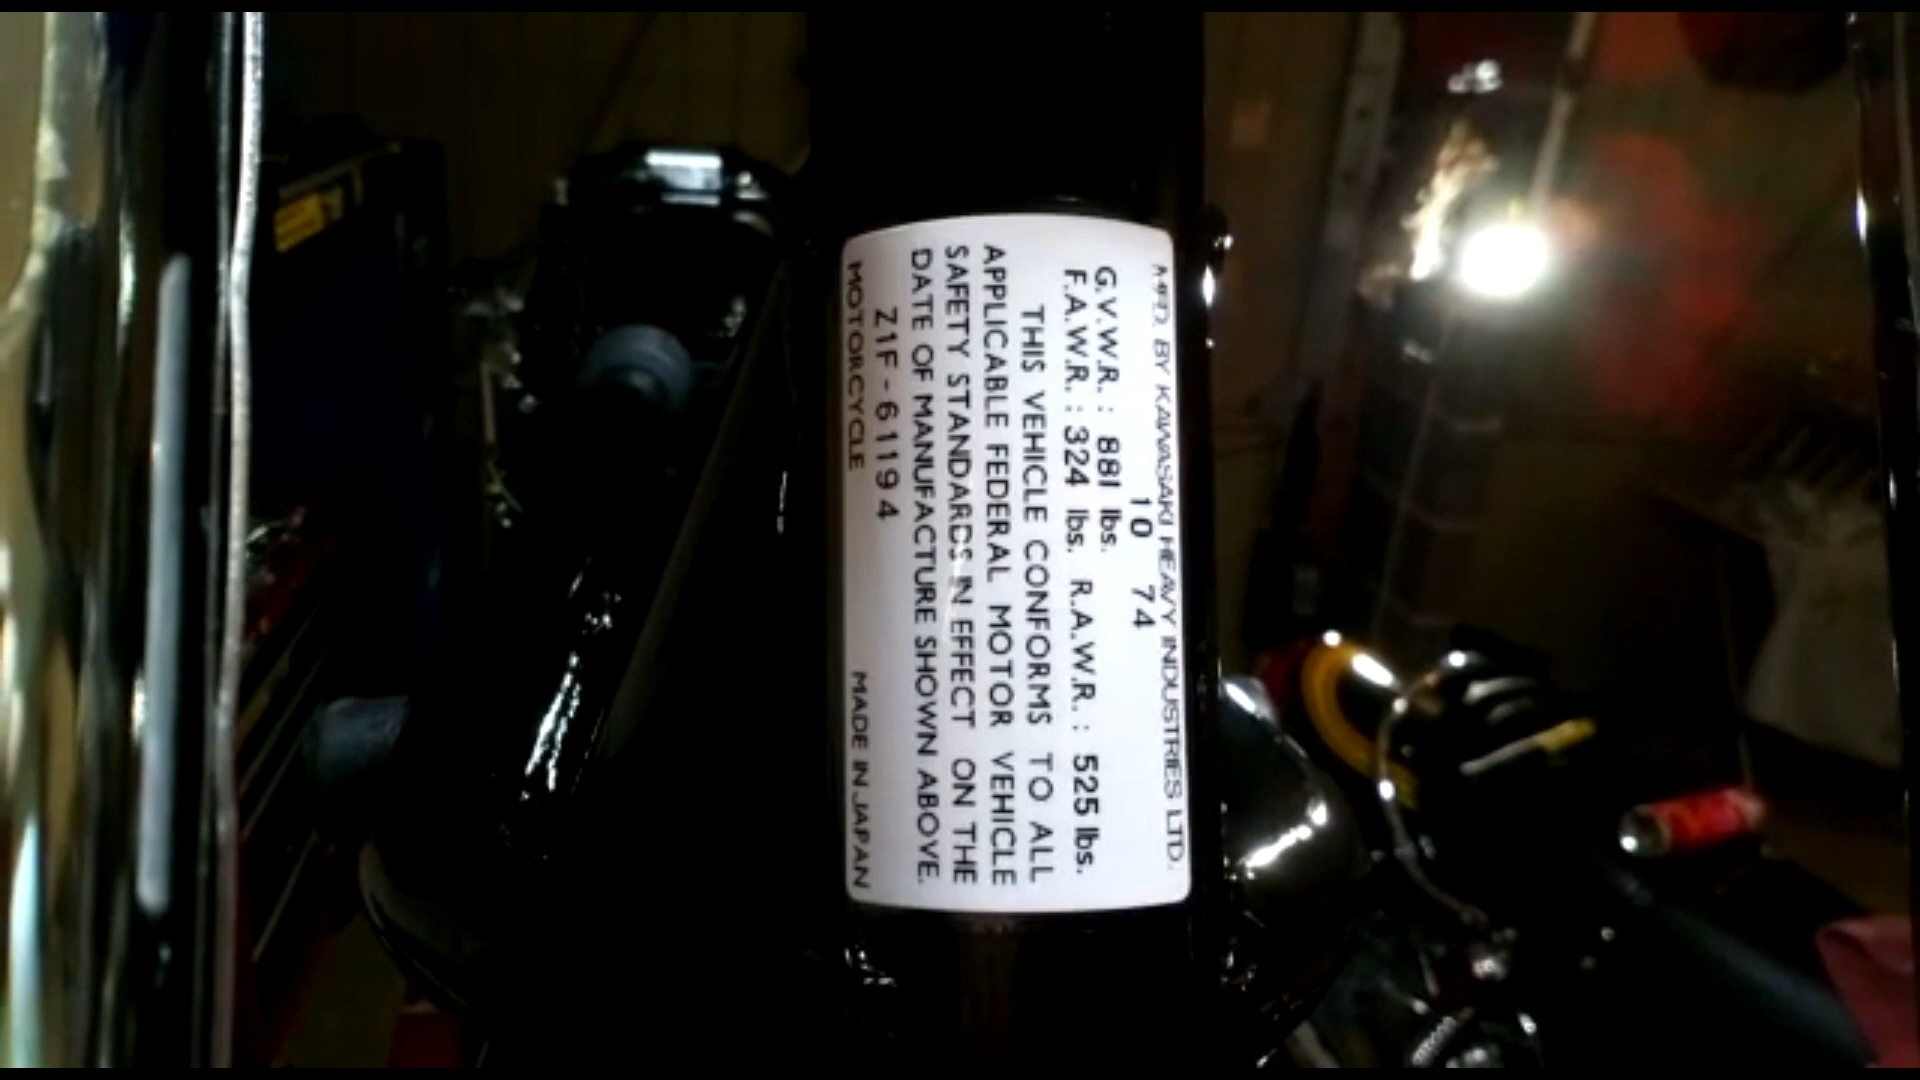 MFD. BY KAWASAKI HEAVY INDUSTRIES LTD.
10 74
G.V.W.R. : 881 lbs.
F.A.W.R. : 324 lbs. R.A.W.R. : 525 lbs.
THIS VEHICLE CONFORMS TO ALL
APPLICABLE FEDERAL MOTOR VEHICLE
SAFETY STANDARDS IN EFFECT ON THE
DATE OF MANUFACTURE SHOWN ABOVE.
Z1F-61194
MOTORCYCLE MADE IN JAPAN